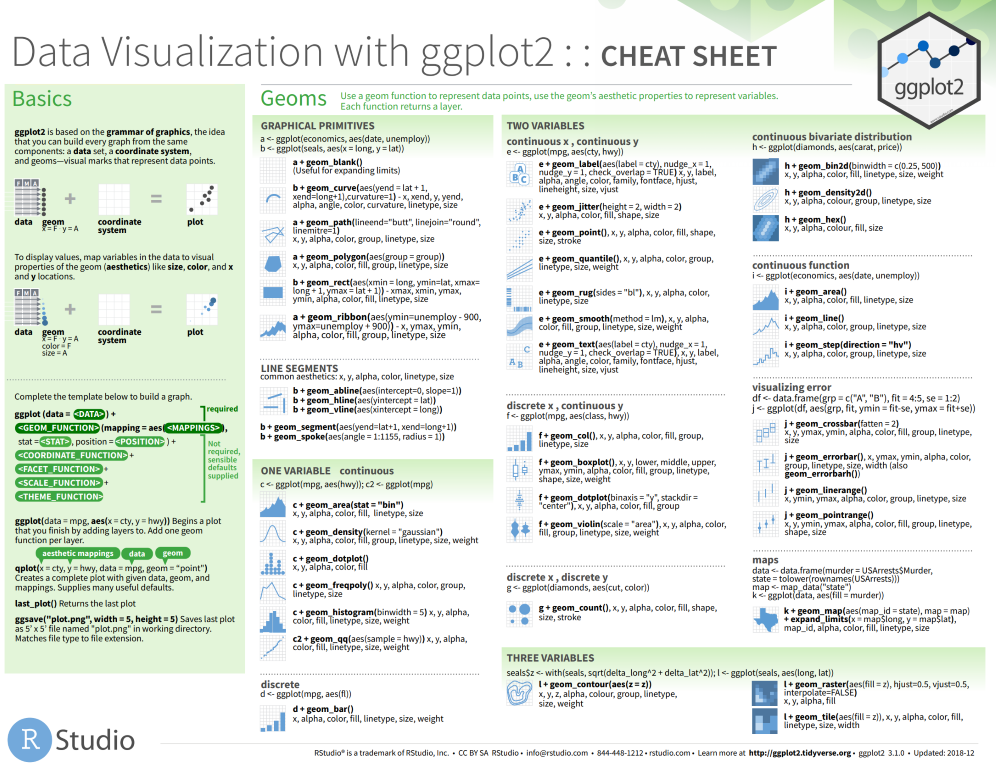 Data Visualization with ggplot2 : : CHEAT SHEET
ggplot2
Basics
ggplot2 is based on the grammar of graphics, the idea
that you can build every graph from the same
components: a data set, a coordinate system,
and geoms—visual marks that represent data points.
F M A
data geom coordinate plot
x = F y = A system
To display values, map variables in the data to visual
properties of the geom (aesthetics) like size, color, and x
and y locations.
F M A
data geom coordinate plot
x = F y = A system
color = F
size = A
Complete the template below to build a graph.
required
ggplot (data = <DATA>) +
<GEOM_FUNCTION>(mapping = aes(<MAPPINGS>),
stat = <STAT>, position = <POSITION>) +
<COORDINATE_FUNCTION> +
<FACET_FUNCTION> +
<SCALE_FUNCTION> +
<THEME_FUNCTION>
Not
required,
sensible
defaults
supplied
ggplot(data = mpg, aes(x = cty, y = hwy)) Begins a plot
that you finish by adding layers to. Add one geom
function per layer.
aesthetic mappings data geom
qplot(x = cty, y = hwy, data = mpg, geom = "point")
Creates a complete plot with given data, geom, and
mappings. Supplies many useful defaults.
last_plot() Returns the last plot
ggsave("plot.png", width = 5, height = 5) Saves last plot
as 5' x 5' file named "plot.png" in working directory.
Matches file type to file extension.
Geoms
Use a geom function to represent data points, use the geom's aesthetic properties to represent variables.
Each function returns a layer.
GRAPHICAL PRIMITIVES
a <- ggplot(economics, aes(date, unemploy))
b <- ggplot(seals, aes(x = long, y = lat))
a + geom_blank()
(Useful for expanding limits)
b + geom_curve(aes(yend = lat + 1,
xend=long+1),curvature=1) - x, xend, y, yend,
alpha, angle, color, curvature, linetype, size
a + geom_path(lineend="butt", linejoin="round",
linemitre=1)
x, y, alpha, color, group, linetype, size
a + geom_polygon(aes(group = group))
x, y, alpha, color, fill, group, linetype, size
b + geom_rect(aes(xmin = long, ymin=lat, xmax=
long + 1, ymax = lat + 1)) - xmax, xmin, ymax,
ymin, alpha, color, fill, linetype, size
a + geom_ribbon(aes(ymin=unemploy - 900,
ymax=unemploy + 900)) - x, ymax, ymin,
alpha, color, fill, group, linetype, size
LINE SEGMENTS
common aesthetics: x, y, alpha, color, linetype, size
b + geom_abline(aes(intercept=0, slope=1))
b + geom_hline(aes(yintercept = lat))
b + geom_vline(aes(xintercept = long))
b + geom_segment(aes(yend=lat+1, xend=long+1))
b + geom_spoke(aes(angle = 1:1155, radius = 1))
ONE VARIABLE continuous
c <- ggplot(mpg, aes(hwy)); c2 <- ggplot(mpg)
c + geom_area(stat = "bin")
x, y, alpha, color, fill, linetype, size
c + geom_density(kernel = "gaussian")
x, y, alpha, color, fill, group, linetype, size, weight
c + geom_dotplot()
x, y, alpha, color, fill
c + geom_freqpoly() x, y, alpha, color, group,
linetype, size
c + geom_histogram(binwidth = 5) x, y, alpha,
color, fill, linetype, size, weight
c2 + geom_qq(aes(sample = hwy)) x, y, alpha,
color, fill, linetype, size, weight
discrete
d <- ggplot(mpg, aes(fl))
d + geom_bar()
x, alpha, color, fill, linetype, size, weight
TWO VARIABLES
continuous x , continuous y
e <- ggplot(mpg, aes(cty, hwy))
e + geom_label(aes(label = cty), nudge_x = 1,
nudge_y = 1, check_overlap = TRUE) x, y, label,
alpha, angle, color, family, fontface, hjust,
lineheight, size, vjust
e + geom_jitter(height = 2, width = 2)
x, y, alpha, color, fill, shape, size
e + geom_point(), x, y, alpha, color, fill, shape,
size, stroke
e + geom_quantile(), x, y, alpha, color, group,
linetype, size, weight
e + geom_rug(sides = "bl"), x, y, alpha, color,
linetype, size
e + geom_smooth(method = lm), x, y, alpha,
color, fill, group, linetype, size, weight
e + geom_text(aes(label = cty), nudge_x = 1,
nudge_y = 1, check_overlap = TRUE), x, y, label,
alpha, angle, color, family, fontface, hjust,
lineheight, size, vjust
A B C
A B C
discrete x , continuous y
f <- ggplot(mpg, aes(class, hwy))
f + geom_col(), x, y, alpha, color, fill, group,
linetype, size
f + geom_boxplot(), x, y, lower, middle, upper,
ymax, ymin, alpha, color, fill, group, linetype,
shape, size, weight
f + geom_dotplot(binaxis = "y", stackdir =
"center"), x, y, alpha, color, fill, group
f + geom_violin(scale = "area"), x, y, alpha, color,
fill, group, linetype, size, weight
discrete x , discrete y
g <- ggplot(diamonds, aes(cut, color))
g + geom_count(), x, y, alpha, color, fill, shape,
size, stroke
continuous bivariate distribution
h <- ggplot(diamonds, aes(carat, price))
h + geom_bin2d(binwidth = c(0.25, 500))
x, y, alpha, color, fill, linetype, size, weight
h + geom_density2d()
x, y, alpha, colour, group, linetype, size
h + geom_hex()
x, y, alpha, colour, fill, size
continuous function
i <- ggplot(economics, aes(date, unemploy))
i + geom_area()
x, y, alpha, color, fill, linetype, size
i + geom_line()
x, y, alpha, color, group, linetype, size
i + geom_step(direction = "hv")
x, y, alpha, color, group, linetype, size
visualizing error
df <- data.frame(grp = c("A", "B"), fit = 4:5, se = 1:2)
j <- ggplot(df, aes(grp, fit, ymin = fit-se, ymax = fit+se))
j + geom_crossbar(fatten = 2)
x, y, ymax, ymin, alpha, color, fill, group, linetype,
size
j + geom_errorbar(), x, ymax, ymin, alpha, color,
group, linetype, size, width (also
geom_errorbarh())
j + geom_linerange()
x, ymin, ymax, alpha, color, group, linetype, size
j + geom_pointrange()
x, y, ymin, ymax, alpha, color, fill, group, linetype,
shape, size
maps
data <- data.frame(murder = USArrests$Murder,
state = tolower(rownames(USArrests)))
map <- map_data("state")
k <- ggplot(data, aes(fill = murder))
k + geom_map(aes(map_id = state), map = map)
+ expand_limits(x = map$long, y = map$lat),
map_id, alpha, color, fill, linetype, size
THREE VARIABLES
seals$z <- with(seals, sqrt(delta_long^2 + delta_lat^2)); l <- ggplot(seals, aes(long, lat))
l + geom_contour(aes(z = z))
x, y, z, alpha, colour, group, linetype,
size, weight
l + geom_raster(aes(fill = z), hjust=0.5, vjust=0.5,
interpolate=FALSE)
x, y, alpha, fill
l + geom_tile(aes(fill = z)), x, y, alpha, color, fill,
linetype, size, width
R Studio
RStudio® is a trademark of RStudio, Inc. • CC BY SA RStudio • info@rstudio.com • 844-448-1212 • rstudio.com • Learn more at http://ggplot2.tidyverse.org • ggplot2 3.1.0 • Updated: 2018-12